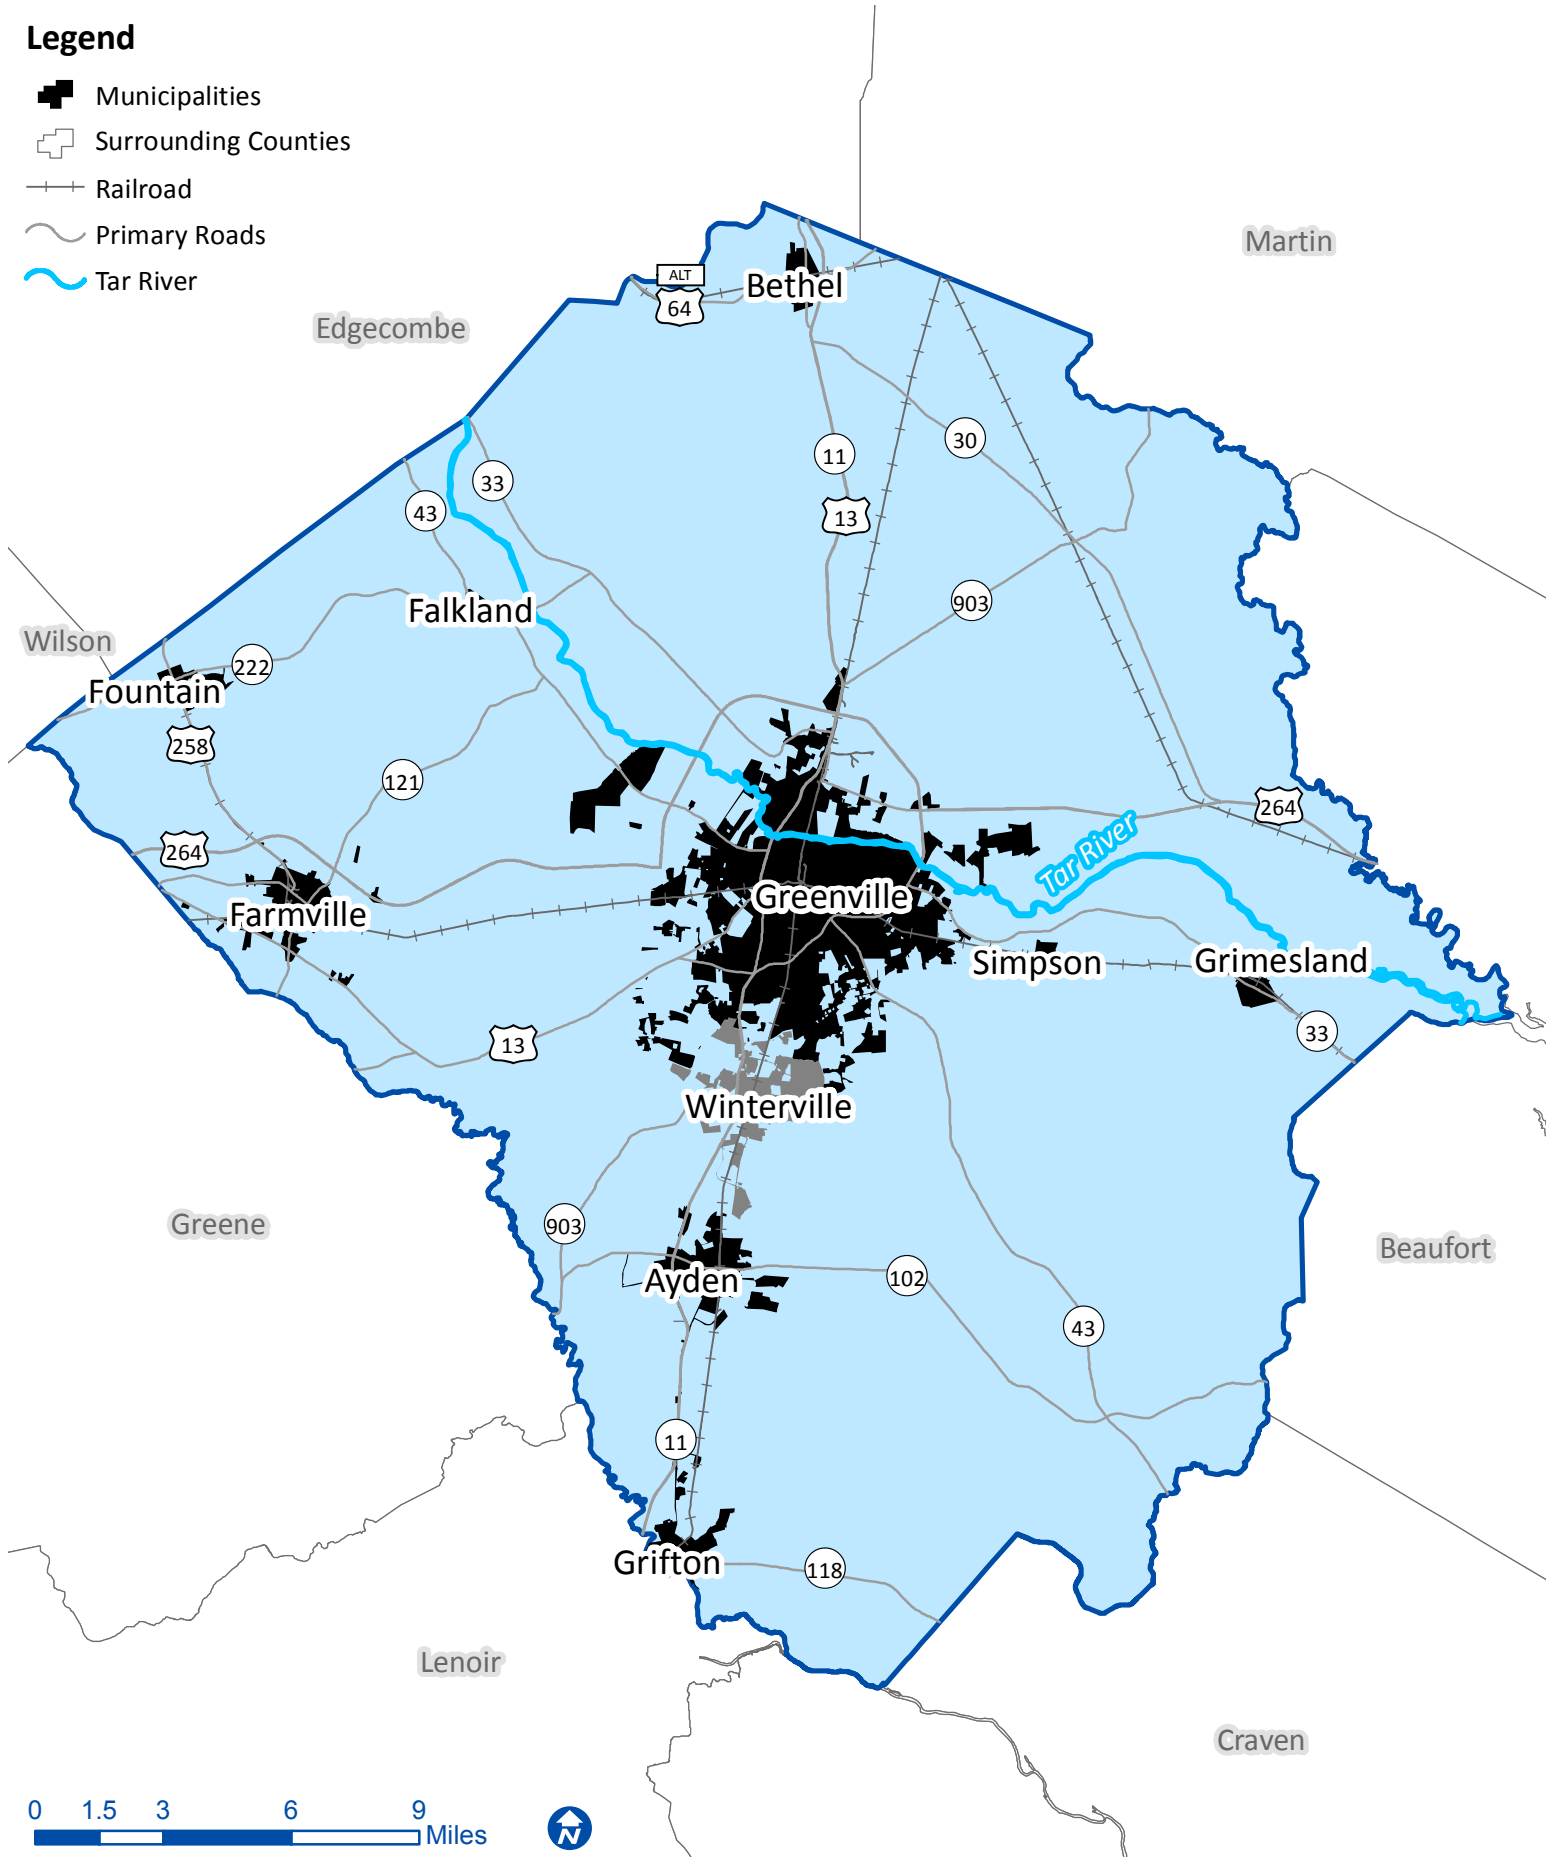 Legend
Municipalities
Surrounding Counties
Railroad
Primary Roads
Tar River
Martin
Edgecombe
ALT
64
Bethel
11
30
33
43
13
903
Falkland
Wilson
222
Fountain
258
121
264
264
Tar River
Farmville
Greenville
Simpson
Grimesland
33
13
Winterville
Greene
903
Beaufort
Ayden
102
43
11
Grifton
118
Lenoir
Craven
0 1.5 3 6 9
Miles
N